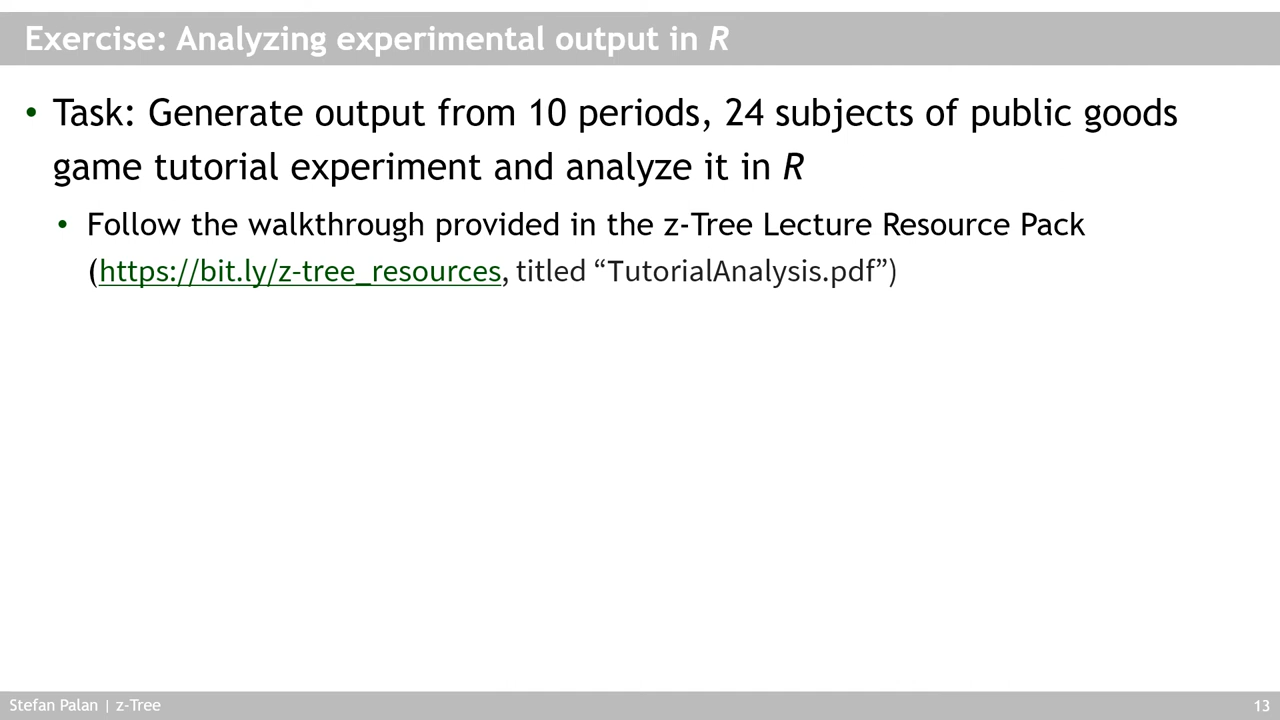 Exercise: Analyzing experimental output in R
• Task: Generate output from 10 periods, 24 subjects of public goods
game tutorial experiment and analyze it in R
• Follow the walkthrough provided in the z-Tree Lecture Resource Pack
(https://bit.ly/z-tree_resources, titled “TutorialAnalysis.pdf”)
Stefan Palan | z-Tree
13